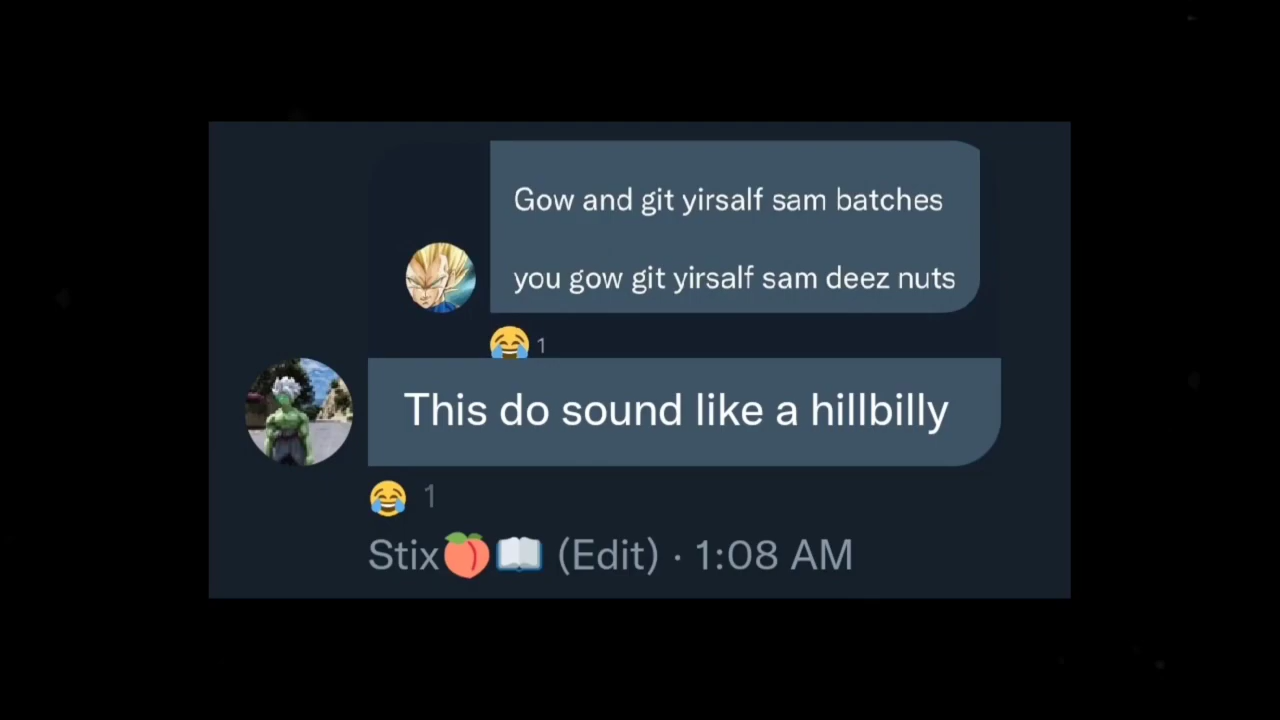 Gow and git yirsalf sam batches
you gow git yirsalf sam deez nuts
😂 1
This do sound like a hillbilly
😂 1
Stix🍑📖 (Edit) · 1:08 AM